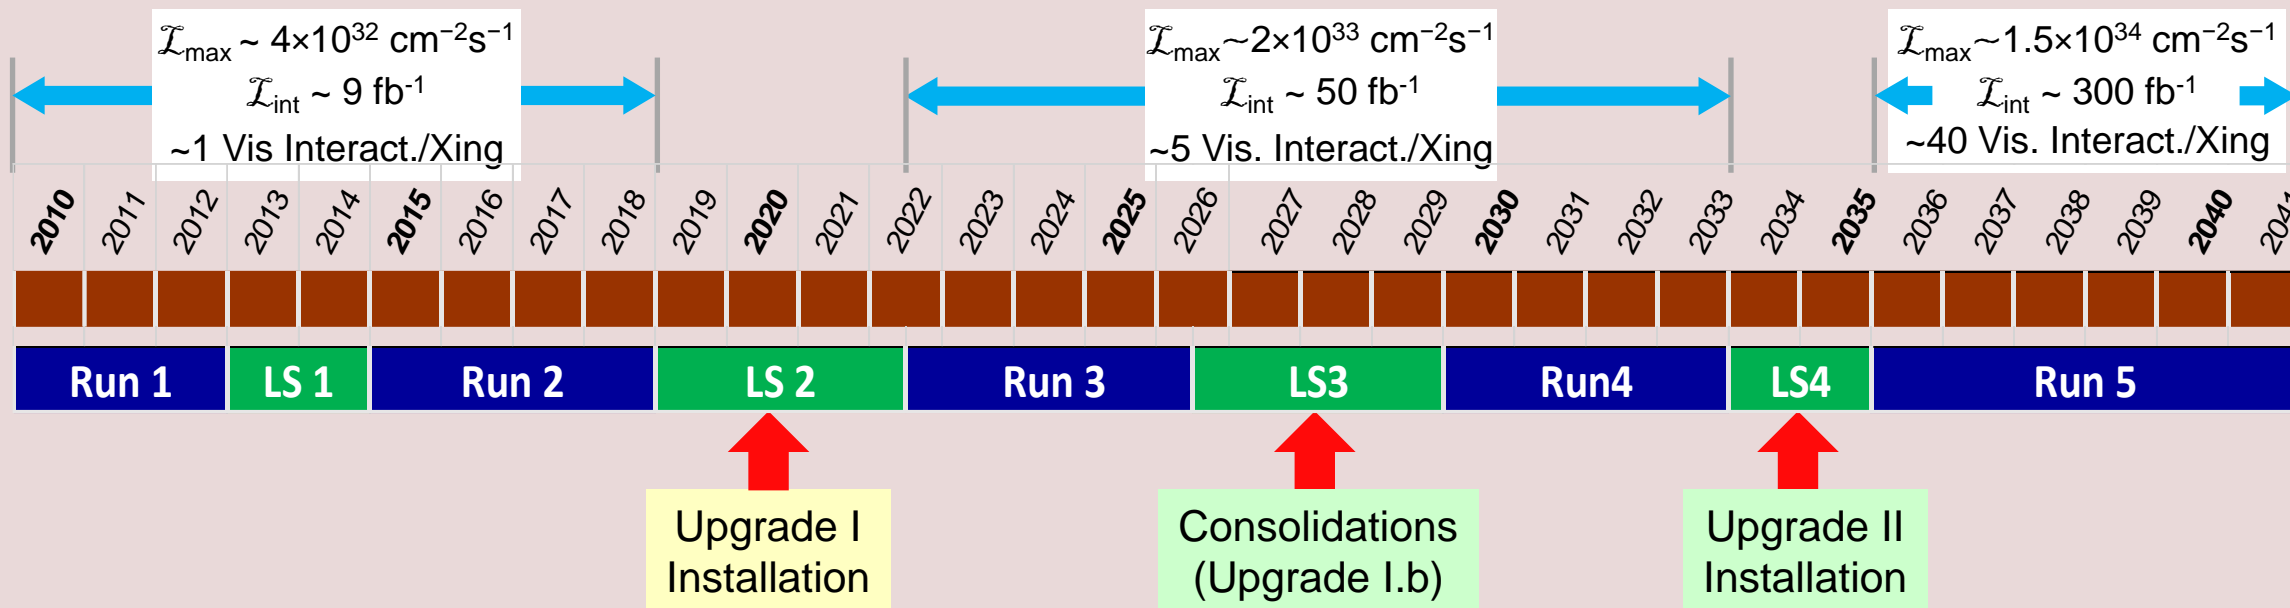 ℒmax ~ 4×10³² cm⁻²s⁻¹
ℒint ~ 9 fb⁻¹
~1 Vis Interact./Xing
ℒmax~2×10³³ cm⁻²s⁻¹
ℒint ~ 50 fb⁻¹
~5 Vis. Interact./Xing
ℒmax~1.5×10³⁴ cm⁻²s⁻¹
ℒint ~ 300 fb⁻¹
~40 Vis. Interact./Xing
2010 2011 2012 2013 2014 2015 2016 2017 2018 2019 2020 2021 2022 2023 2024 2025 2026 2027 2028 2029 2030 2031 2032 2033 2034 2035 2036 2037 2038 2039 2040 2041
Run 1 LS 1 Run 2 LS 2 Run 3 LS3 Run4 LS4 Run 5
Upgrade I
Installation
Consolidations
(Upgrade I.b)
Upgrade II
Installation